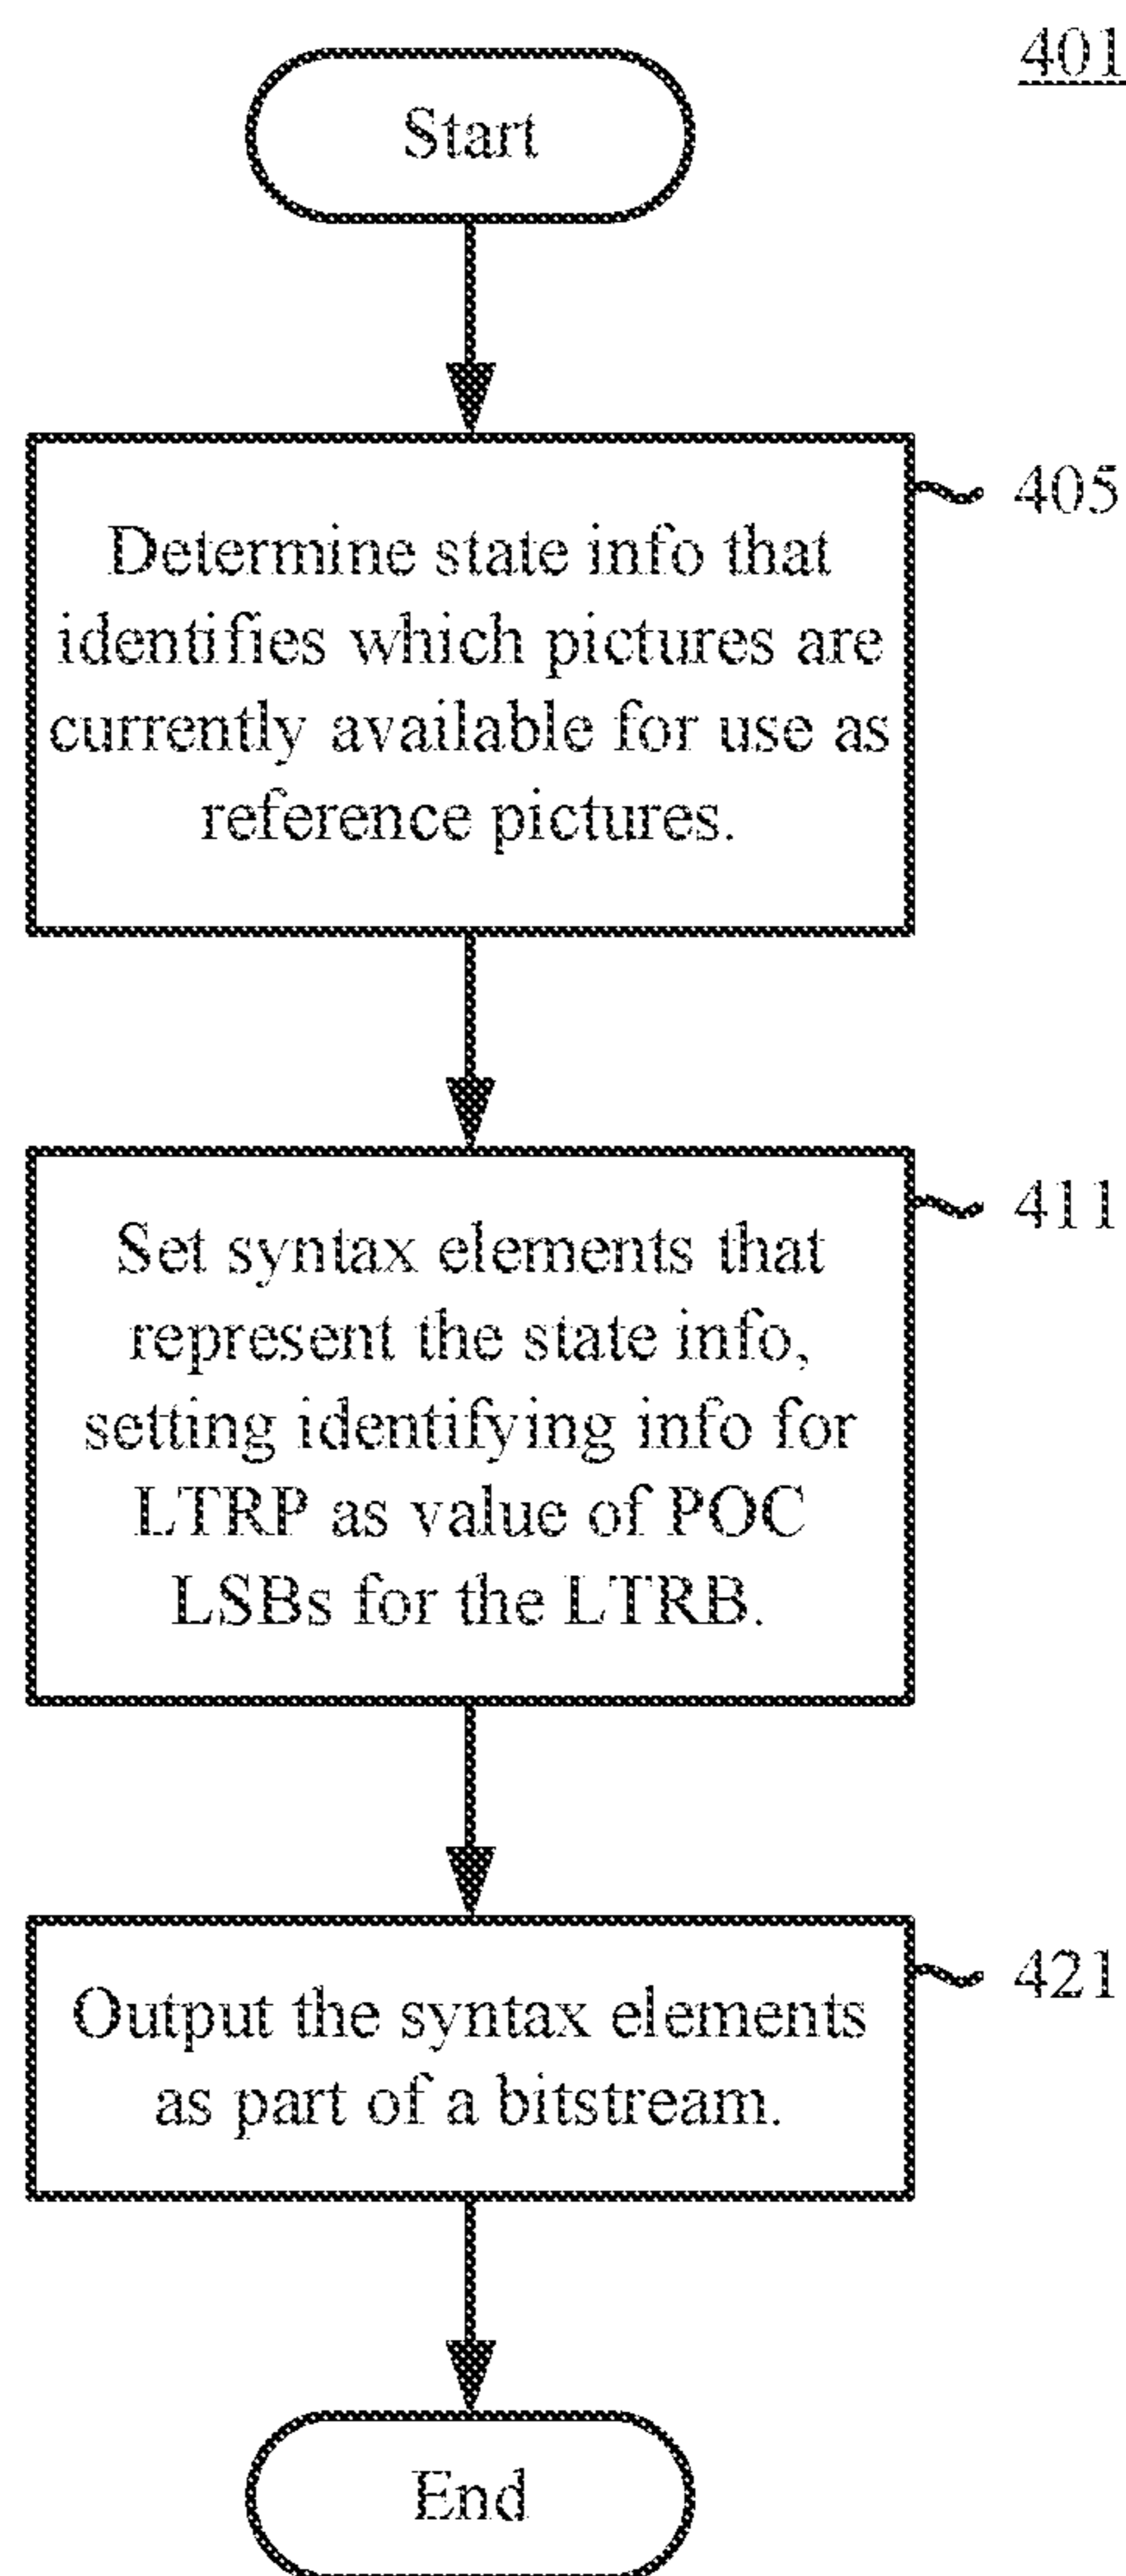 401
Start
405
Determine state info that
identifies which pictures are
currently available for use as
reference pictures.
411
Set syntax elements that
represent the state info,
setting identifying info for
LTRP as value of POC
LSBs for the LTRB.
421
Output the syntax elements
as part of a bitstream.
End